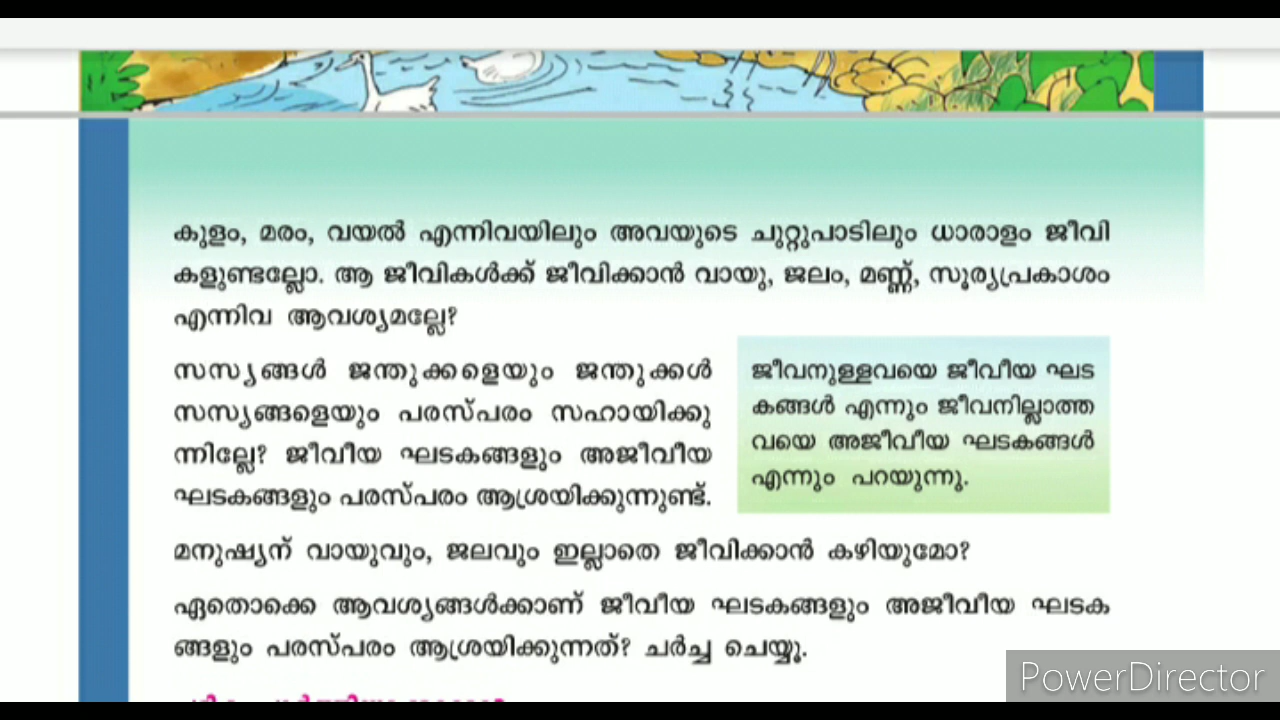 കുളം, മരം, വയൽ എന്നിവയിലും അവയുടെ ചുറ്റുപാടിലും ധാരാളം ജീവി
കളുണ്ടല്ലോ. ആ ജീവികൾക്ക് ജീവിക്കാൻ വായു, ജലം, മണ്ണ്, സൂര്യപ്രകാശം
എന്നിവ ആവശ്യമല്ലേ?
സസ്യങ്ങൾ ജന്തുക്കളെയും ജന്തുക്കൾ
സസ്യങ്ങളെയും പരസ്പരം സഹായിക്കു
ന്നില്ലേ? ജീവീയ ഘടകങ്ങളും അജീവീയ
ഘടകങ്ങളും പരസ്പരം ആശ്രയിക്കുന്നുണ്ട്.
ജീവനുള്ളവയെ ജീവീയ ഘട
കങ്ങൾ എന്നും ജീവനില്ലാത്ത
വയെ അജീവീയ ഘടകങ്ങൾ
എന്നും പറയുന്നു.
മനുഷ്യന് വായുവും, ജലവും ഇല്ലാതെ ജീവിക്കാൻ കഴിയുമോ?
ഏതൊക്കെ ആവശ്യങ്ങൾക്കാണ് ജീവീയ ഘടകങ്ങളും അജീവീയ ഘടക
ങ്ങളും പരസ്പരം ആശ്രയിക്കുന്നത്? ചർച്ച ചെയ്യൂ.
PowerDirector